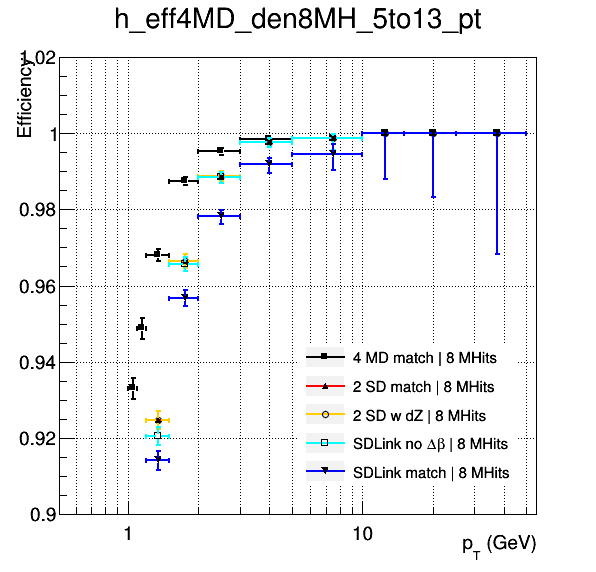 h_eff4MD_den8MH_5to13_pt
Efficiency
1.02
1
0.98
0.96
0.94
0.92
0.9
4 MD match | 8 MHits
2 SD match | 8 MHits
2 SD w dZ | 8 MHits
SDLink no Δβ | 8 MHits
SDLink match | 8 MHits
1
10
p_T (GeV)